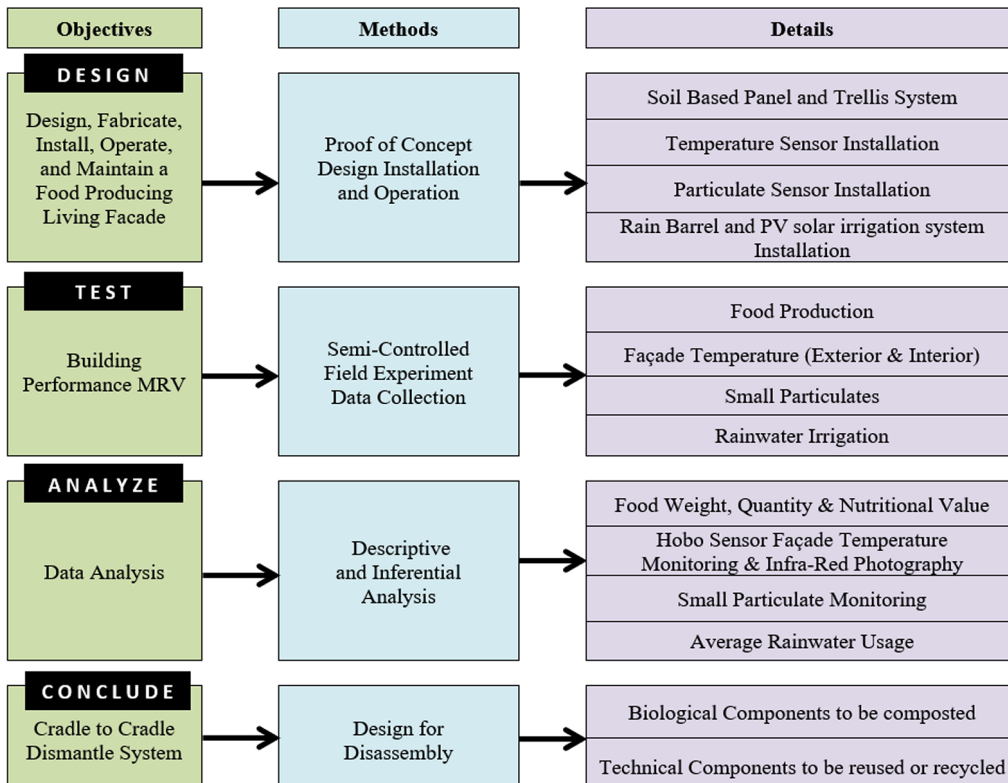 Objectives
Methods
Details
DESIGN
Design, Fabricate,
Install, Operate,
and Maintain a
Food Producing
Living Facade
Proof of Concept
Design Installation
and Operation
Soil Based Panel and Trellis System
Temperature Sensor Installation
Particulate Sensor Installation
Rain Barrel and PV solar irrigation system
Installation
TEST
Building
Performance MRV
Semi-Controlled
Field Experiment
Data Collection
Food Production
Façade Temperature (Exterior & Interior)
Small Particulates
Rainwater Irrigation
ANALYZE
Data Analysis
Descriptive
and Inferential
Analysis
Food Weight, Quantity & Nutritional Value
Hobo Sensor Façade Temperature
Monitoring & Infra-Red Photography
Small Particulate Monitoring
Average Rainwater Usage
CONCLUDE
Cradle to Cradle
Dismantle System
Design for
Disassembly
Biological Components to be composted
Technical Components to be reused or recycled